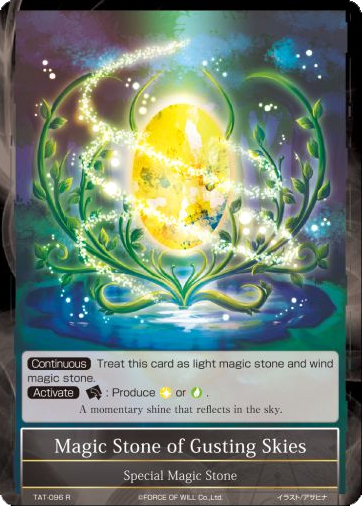 Continuous Treat this card as light magic stone and wind
magic stone.
Activate : Produce or .
A momentary shine that reflects in the sky.
Magic Stone of Gusting Skies
Special Magic Stone
TAT-096 R ©FORCE OF WILL Co.,Ltd. イラスト/アサヒナ